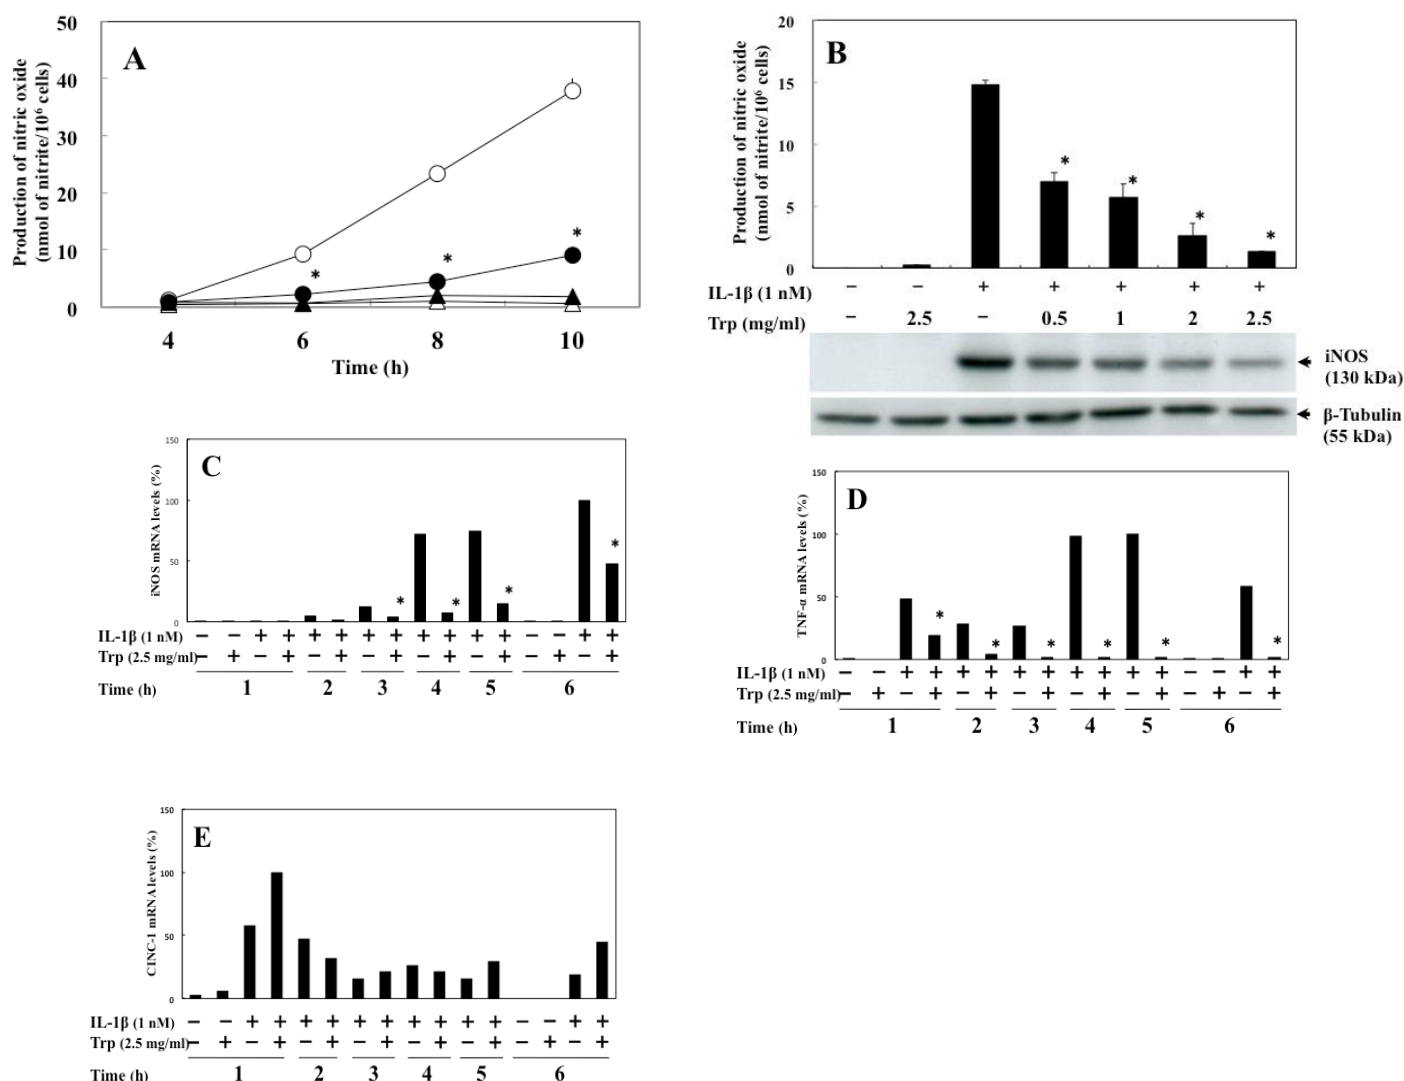 A
Production of nitric oxide
(nmol of nitrite/10⁶ cells)
50
40
30
20
10
0
*
*
*
4 6 8 10
Time (h)
B
Production of nitric oxide
(nmol of nitrite/10⁶ cells)
20
15
10
5
0
*
*
*
*
IL-1β (1 nM) − − + + + + +
Trp (mg/ml) − 2.5 − 0.5 1 2 2.5
iNOS
(130 kDa)
β-Tubulin
(55 kDa)
C
iNOS mRNA levels (%)
150
100
50
0
*
*
*
*
IL-1β (1 nM) − − + + + + + + + + + + − − + +
Trp (2.5 mg/ml) − + − + − + − + − + − + − + − +
Time (h) 1 2 3 4 5 6
D
TNF-α mRNA levels (%)
150
100
50
0
* * * * * *
IL-1β (1 nM) − − + + + + + + + + + + − − + +
Trp (2.5 mg/ml) − + − + − + − + − + − + − + − +
Time (h) 1 2 3 4 5 6
E
CINC-1 mRNA levels (%)
150
100
50
0
IL-1β (1 nM) − − + + + + + + + + + + − − + +
Trp (2.5 mg/ml) − + − + − + − + − + − + − + − +
Time (h) 1 2 3 4 5 6